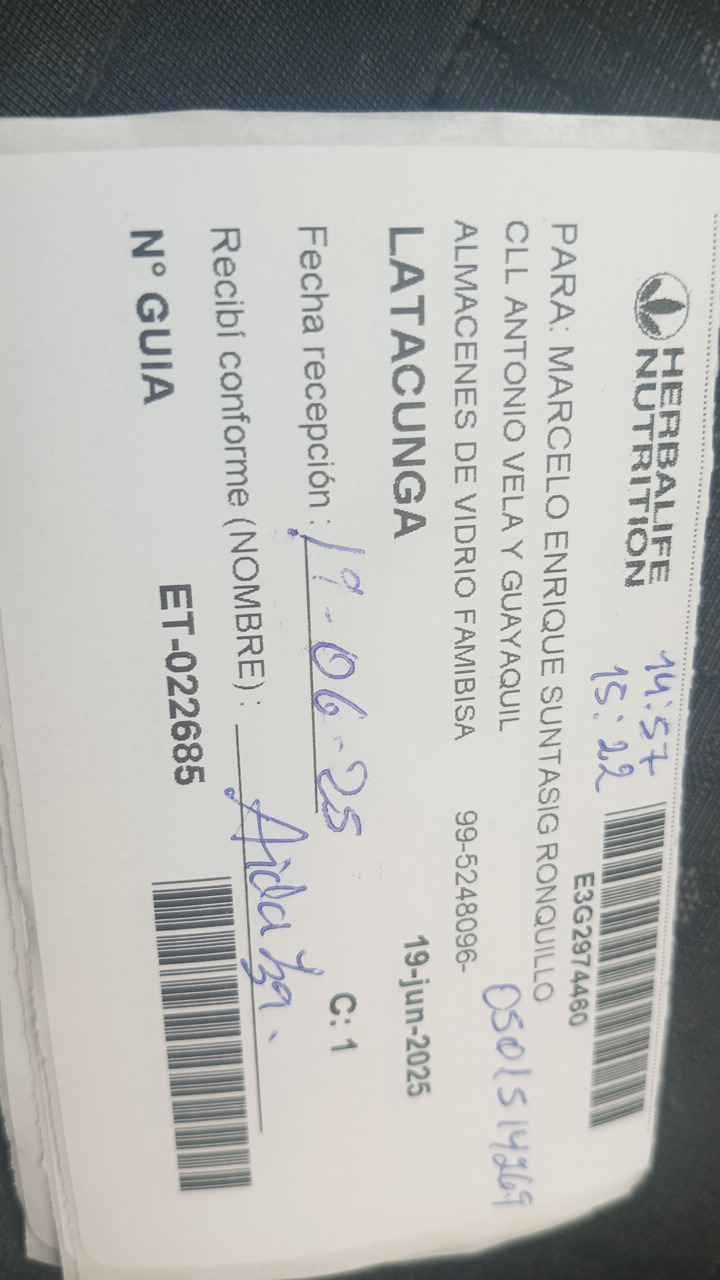 HERBALIFE
NUTRITION
14:57
15:22
E3G2974460
PARA: MARCELO ENRIQUE SUNTASIG RONQUILLO
CLL ANTONIO VELA Y GUAYAQUIL
0501514269
ALMACENES DE VIDRIO FAMIBISA 99-5248096-
LATACUNGA 19-jun-2025
Fecha recepción : 19-06-25 C: 1
Recibí conforme (NOMBRE) : Aida Iza.
N° GUIA ET-022685